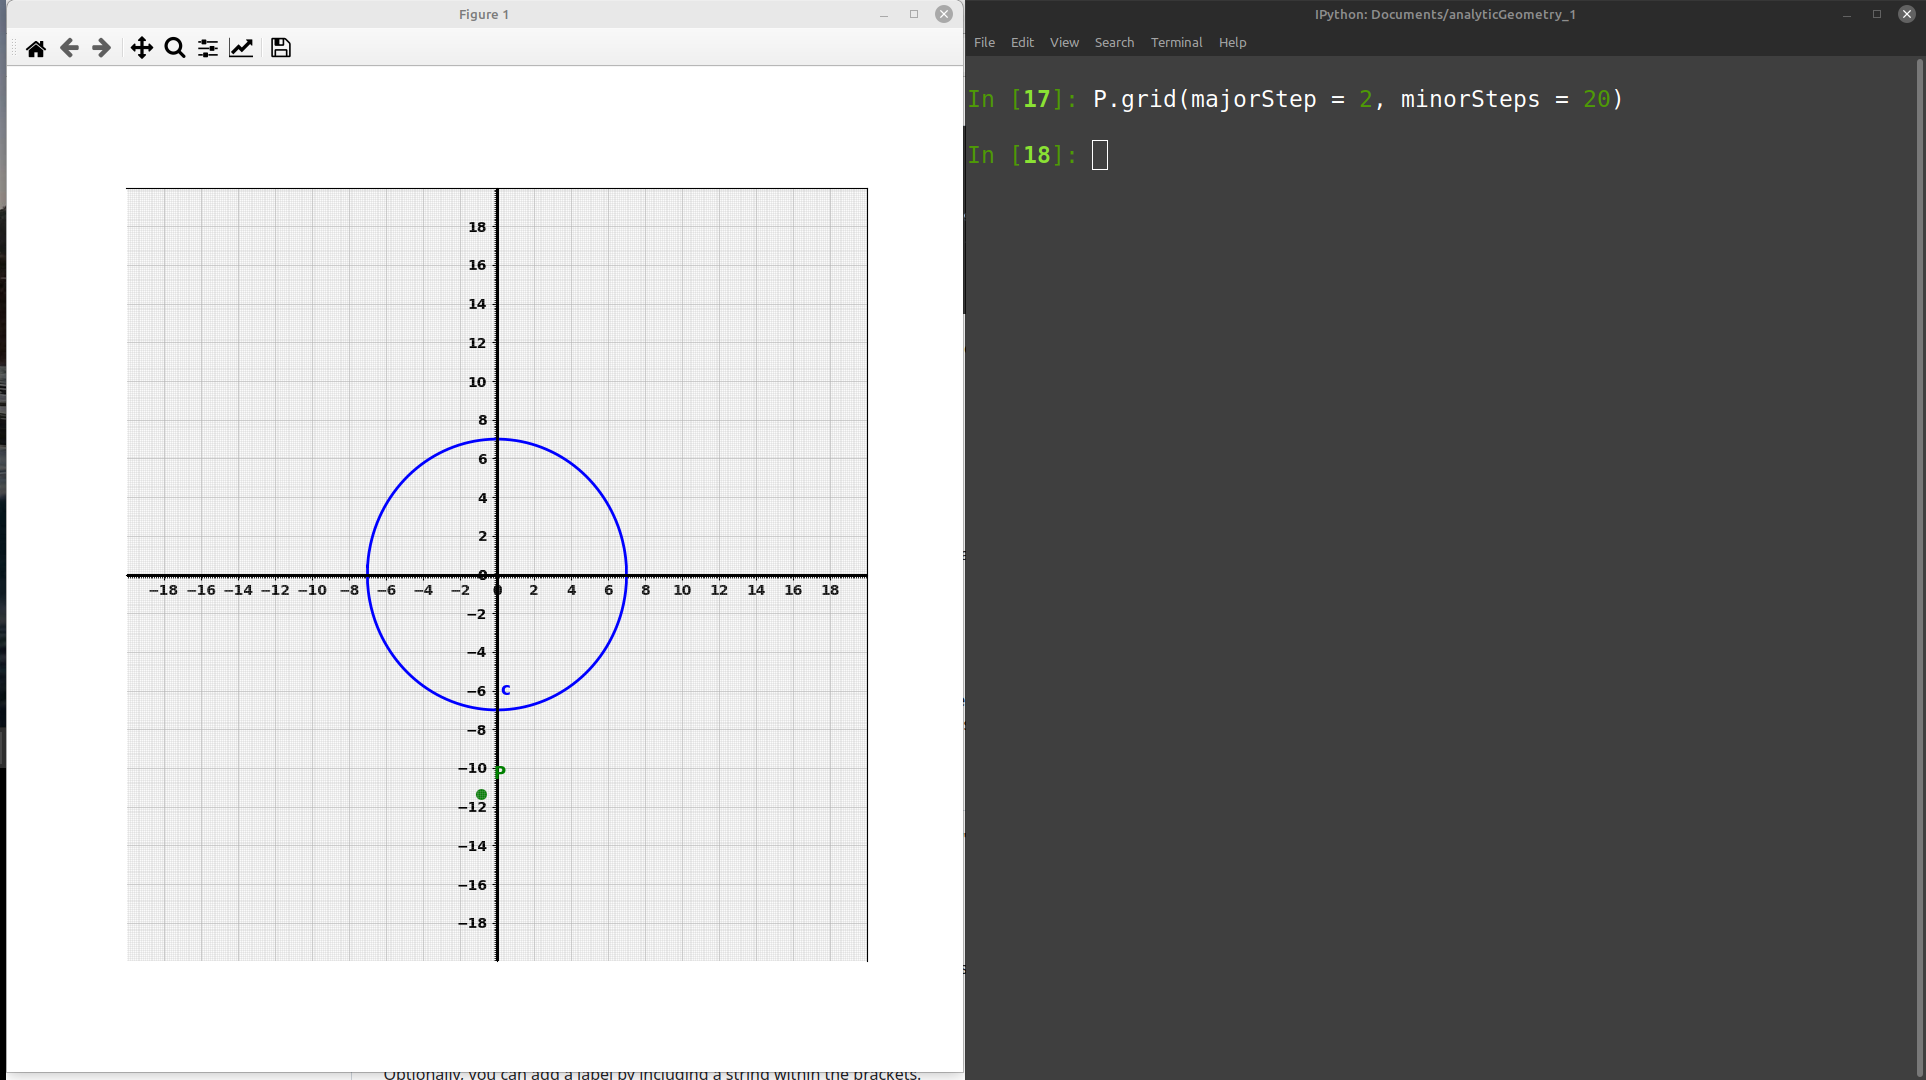 Figure 1
18
16
14
12
10
8
6
4
2
0
−18 −16 −14 −12 −10 −8 −6 −4 −2 0 2 4 6 8 10 12 14 16 18
−2
−4
−6 C
−8
−10 P
−12
−14
−16
−18
Optionally, you can add a label by including a string within the brackets.
IPython: Documents/analyticGeometry_1
File Edit View Search Terminal Help
In [17]: P.grid(majorStep = 2, minorSteps = 20)
In [18]: